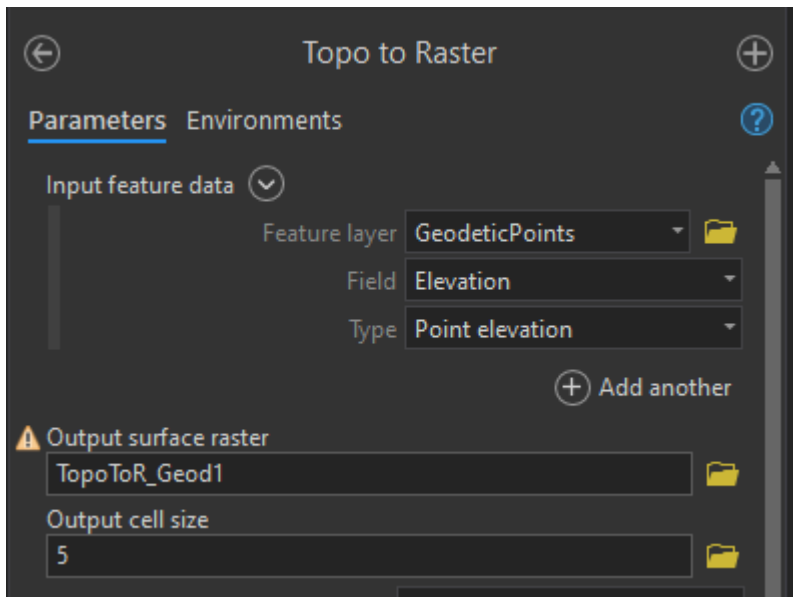 Topo to Raster
Parameters Environments
Input feature data
Feature layer GeodeticPoints
Field Elevation
Type Point elevation
Add another
Output surface raster
TopoToR_Geod1
Output cell size
5